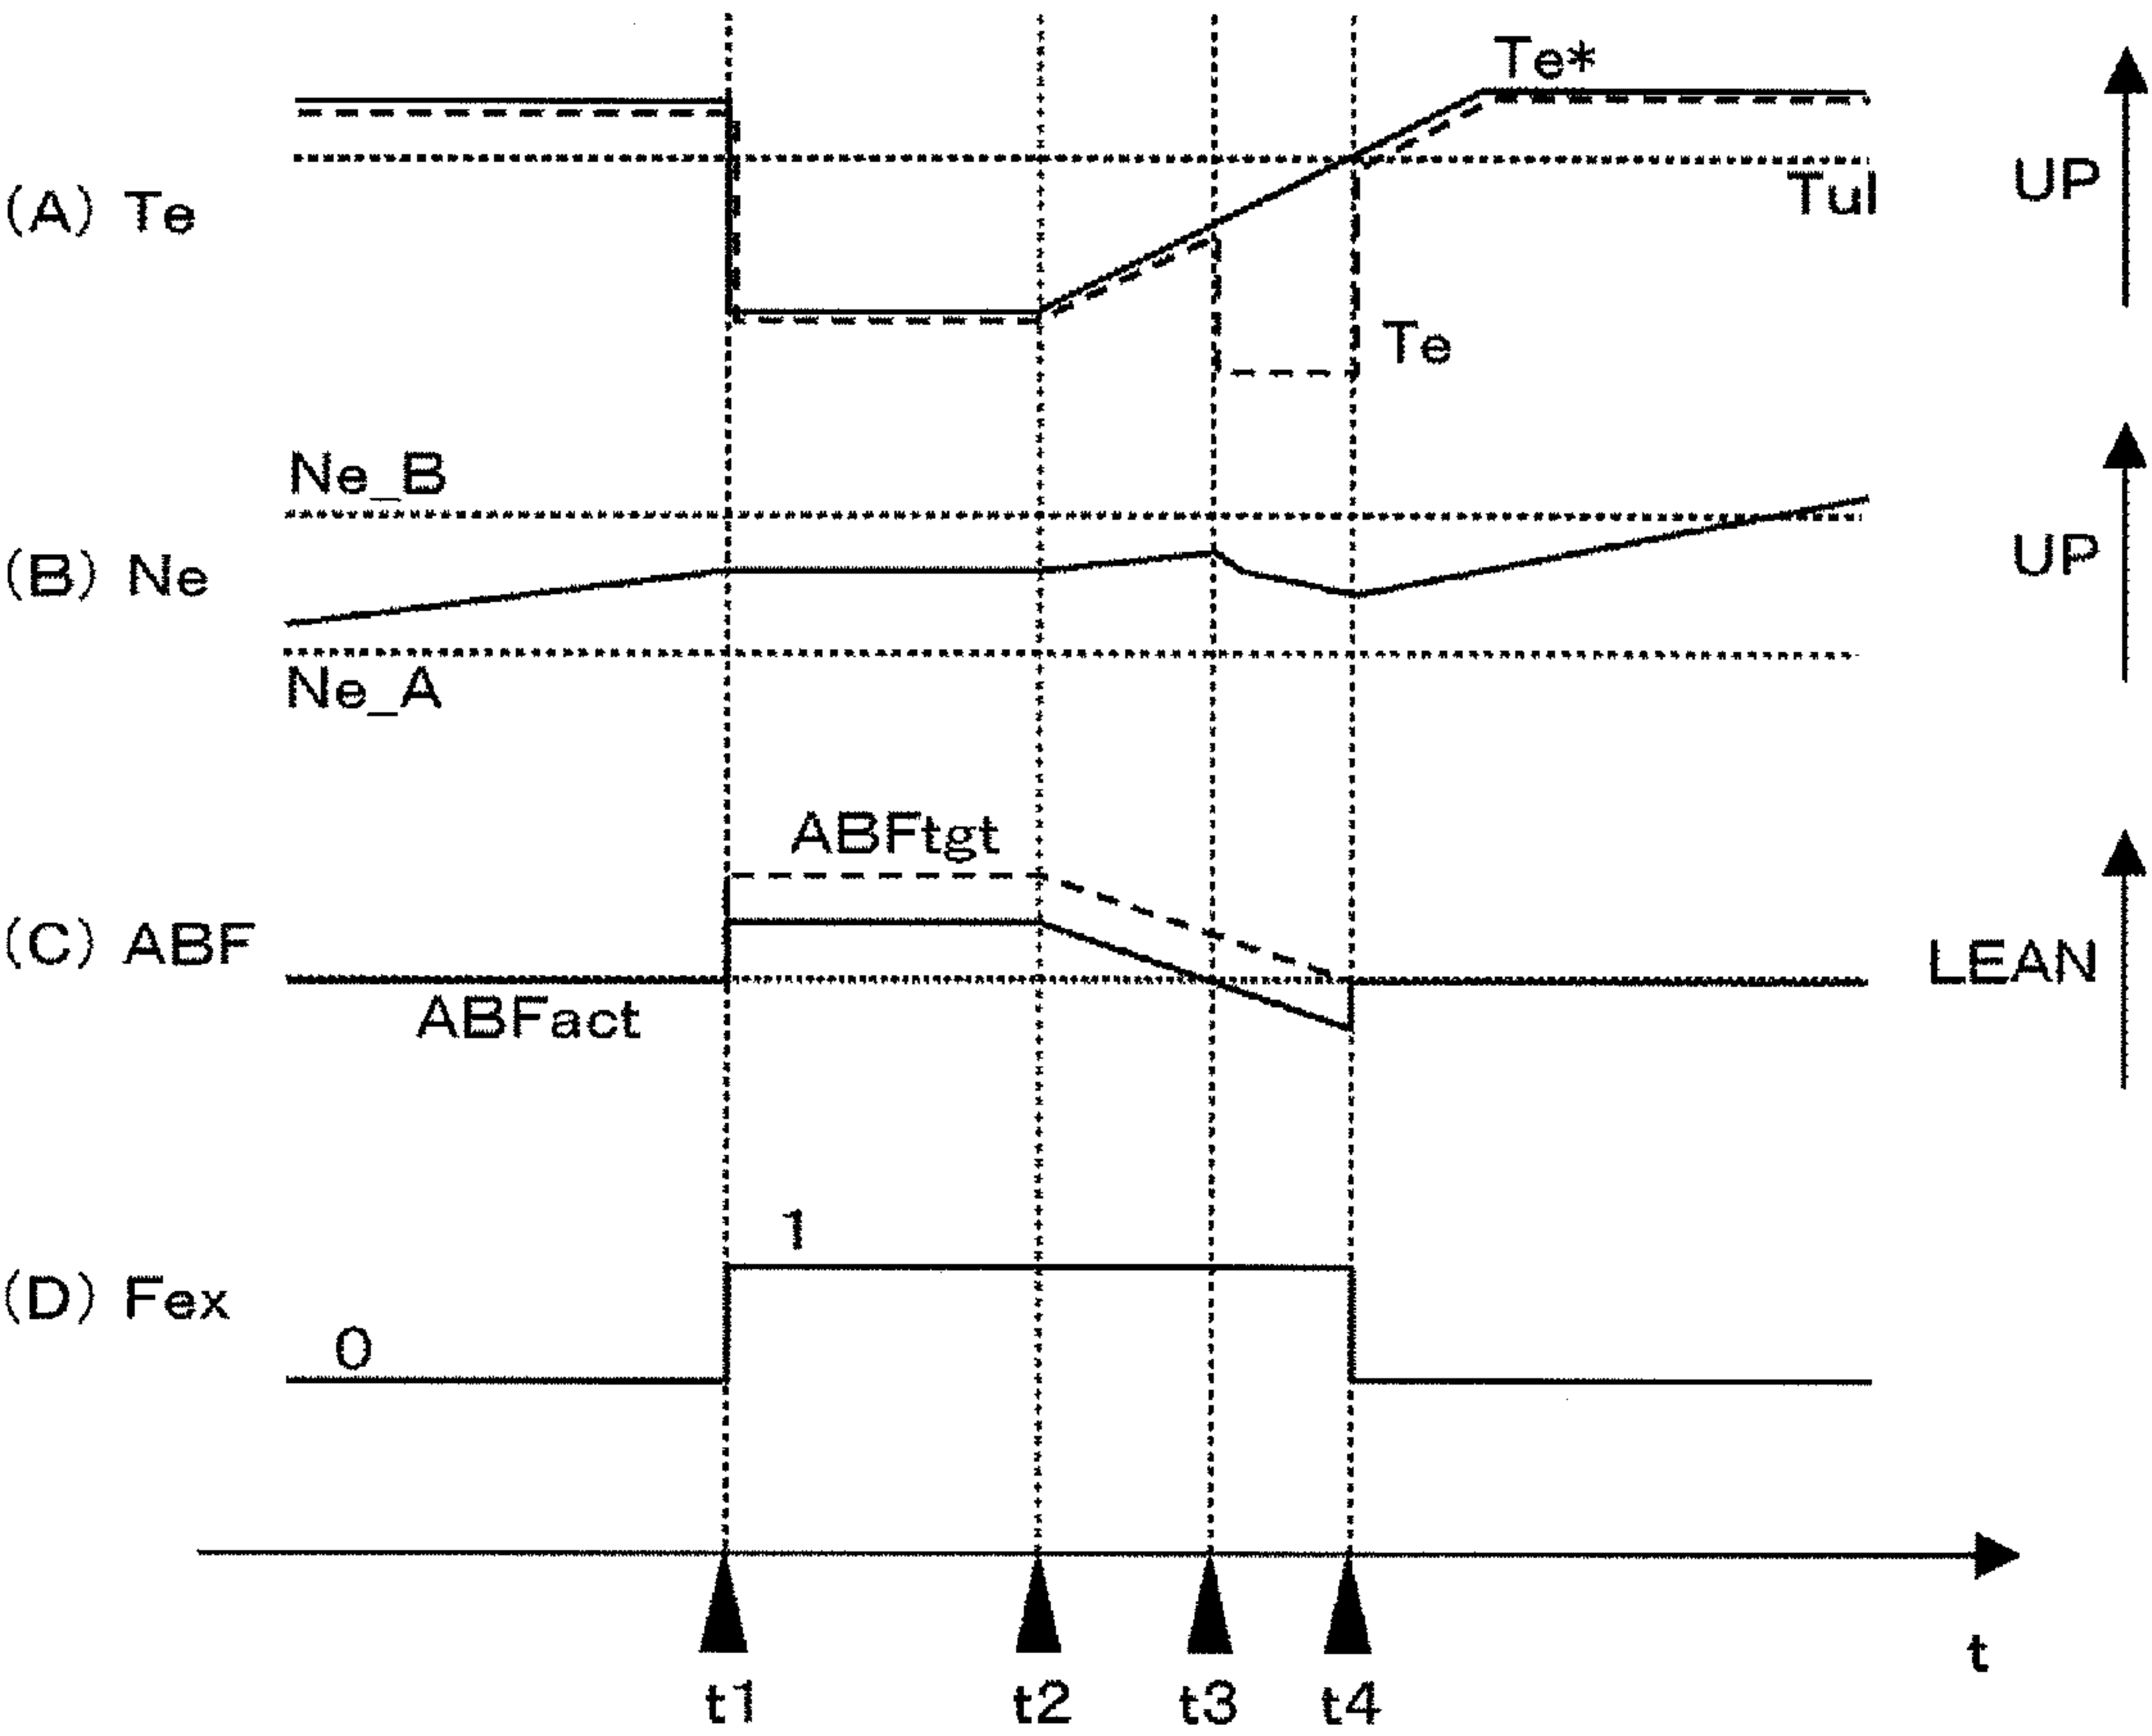 Te*
(A) Te
Tul
UP
Te
Ne_B
(B) Ne
UP
Ne_A
ABFtgt
(C) ABF
LEAN
ABFact
1
(D) Fex
0
t
t1 t2 t3 t4